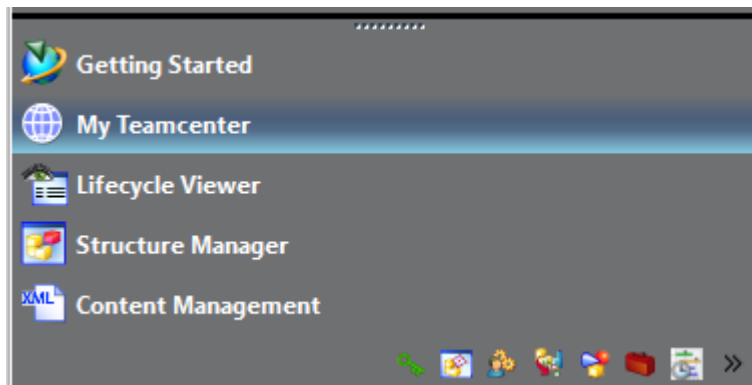 Getting Started
My Teamcenter
Lifecycle Viewer
Structure Manager
XML
Content Management